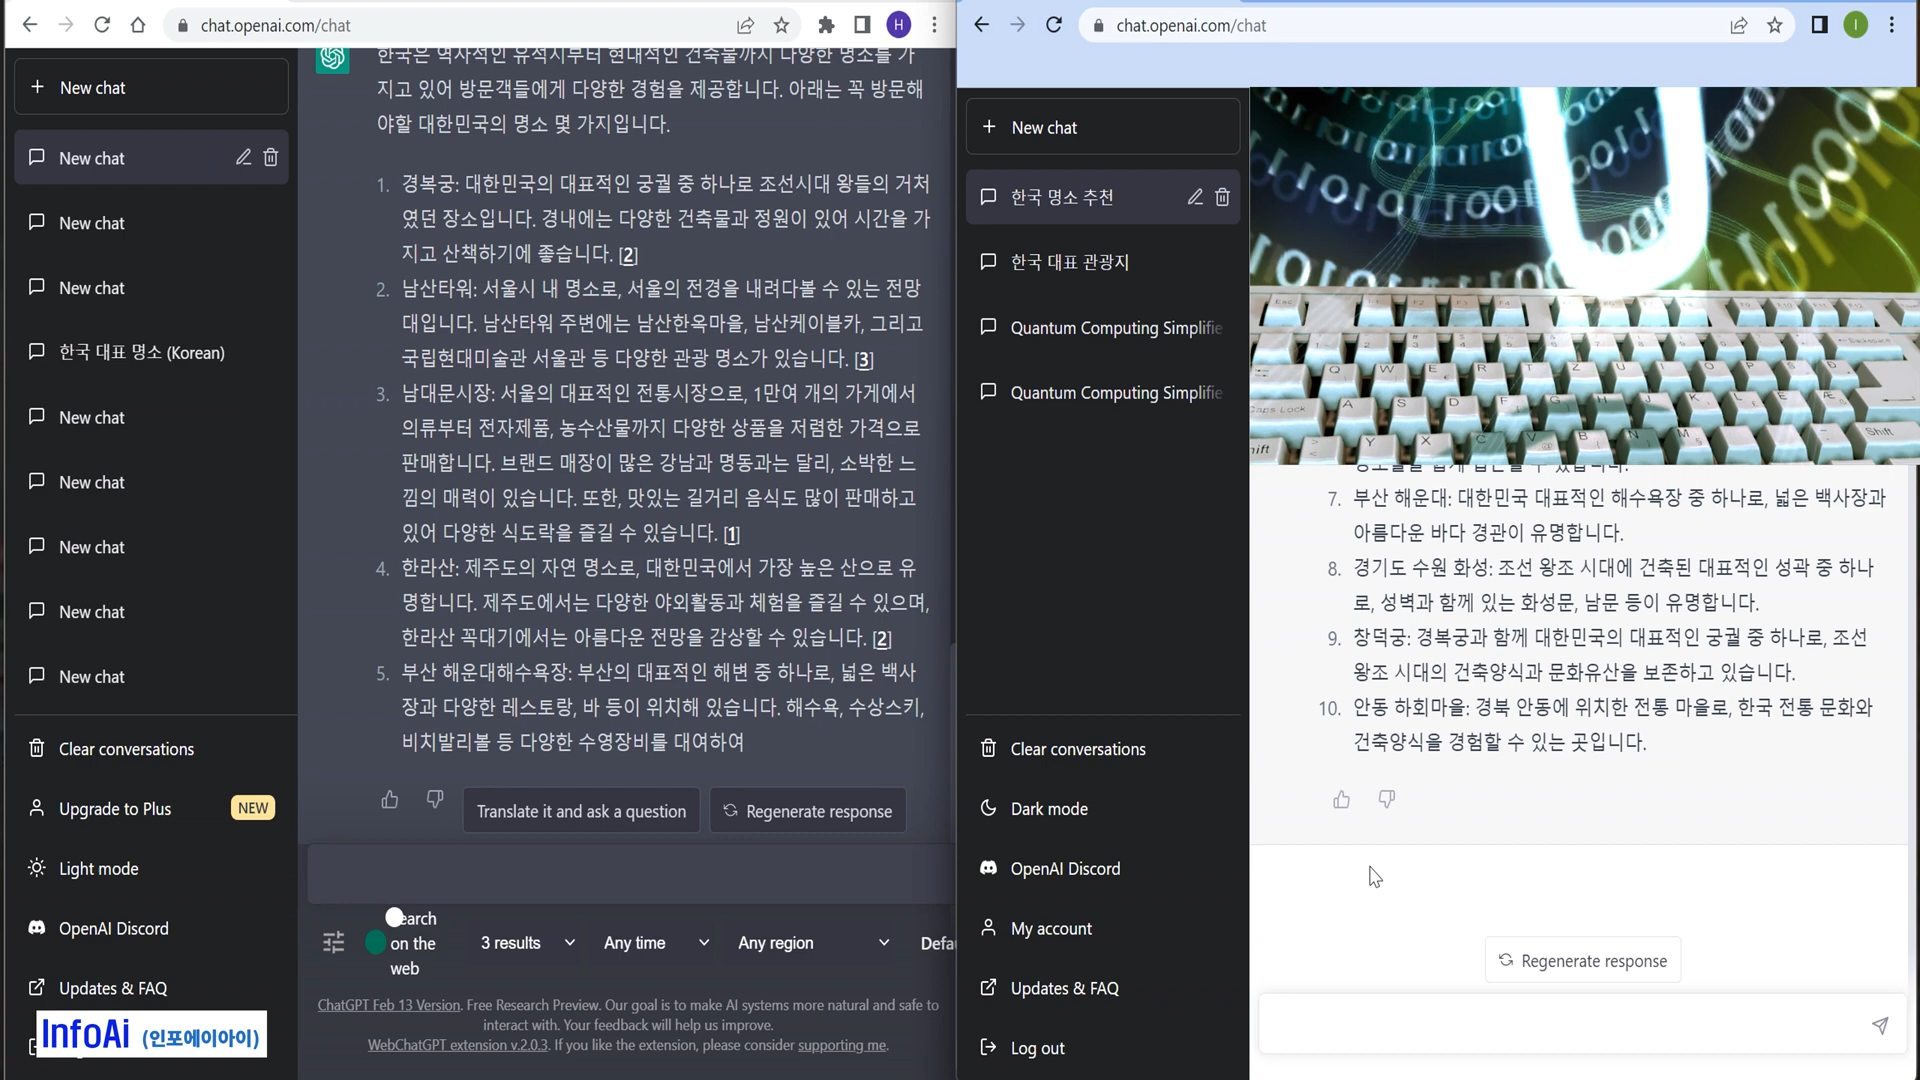 chat.openai.com/chat
H
New chat
New chat
New chat
New chat
한국 대표 명소 (Korean)
New chat
New chat
New chat
New chat
New chat
Clear conversations
Upgrade to Plus
NEW
Light mode
OpenAI Discord
Updates & FAQ
InfoAi (인포에이아이)
한국은 역사적인 유적지부터 현대적인 건축물까지 다양한 명소를 가
지고 있어 방문객들에게 다양한 경험을 제공합니다. 아래는 꼭 방문해
야할 대한민국의 명소 몇 가지입니다.
1. 경복궁: 대한민국의 대표적인 궁궐 중 하나로 조선시대 왕들의 거처
였던 장소입니다. 경내에는 다양한 건축물과 정원이 있어 시간을 가
지고 산책하기에 좋습니다. [2]
2. 남산타워: 서울시 내 명소로, 서울의 전경을 내려다볼 수 있는 전망
대입니다. 남산타워 주변에는 남산한옥마을, 남산케이블카, 그리고
국립현대미술관 서울관 등 다양한 관광 명소가 있습니다. [3]
3. 남대문시장: 서울의 대표적인 전통시장으로, 1만여 개의 가게에서
의류부터 전자제품, 농수산물까지 다양한 상품을 저렴한 가격으로
판매합니다. 브랜드 매장이 많은 강남과 명동과는 달리, 소박한 느
낌의 매력이 있습니다. 또한, 맛있는 길거리 음식도 많이 판매하고
있어 다양한 식도락을 즐길 수 있습니다. [1]
4. 한라산: 제주도의 자연 명소로, 대한민국에서 가장 높은 산으로 유
명합니다. 제주도에서는 다양한 야외활동과 체험을 즐길 수 있으며,
한라산 꼭대기에서는 아름다운 전망을 감상할 수 있습니다. [2]
5. 부산 해운대해수욕장: 부산의 대표적인 해변 중 하나로, 넓은 백사
장과 다양한 레스토랑, 바 등이 위치해 있습니다. 해수욕, 수상스키,
비치발리볼 등 다양한 수영장비를 대여하여
Translate it and ask a question
Regenerate response
earch
on the
web
3 results
Any time
Any region
Defa
ChatGPT Feb 13 Version. Free Research Preview. Our goal is to make AI systems more natural and safe to
interact with. Your feedback will help us improve.
WebChatGPT extension v.2.0.3. If you like the extension, please consider supporting me.
chat.openai.com/chat
I
New chat
한국 명소 추천
한국 대표 관광지
Quantum Computing Simplifie
Quantum Computing Simplifie
Clear conversations
Dark mode
OpenAI Discord
My account
Updates & FAQ
Log out
7. 부산 해운대: 대한민국 대표적인 해수욕장 중 하나로, 넓은 백사장과
아름다운 바다 경관이 유명합니다.
8. 경기도 수원 화성: 조선 왕조 시대에 건축된 대표적인 성곽 중 하나
로, 성벽과 함께 있는 화성문, 남문 등이 유명합니다.
9. 창덕궁: 경복궁과 함께 대한민국의 대표적인 궁궐 중 하나로, 조선
왕조 시대의 건축양식과 문화유산을 보존하고 있습니다.
10. 안동 하회마을: 경북 안동에 위치한 전통 마을로, 한국 전통 문화와
건축양식을 경험할 수 있는 곳입니다.
Regenerate response